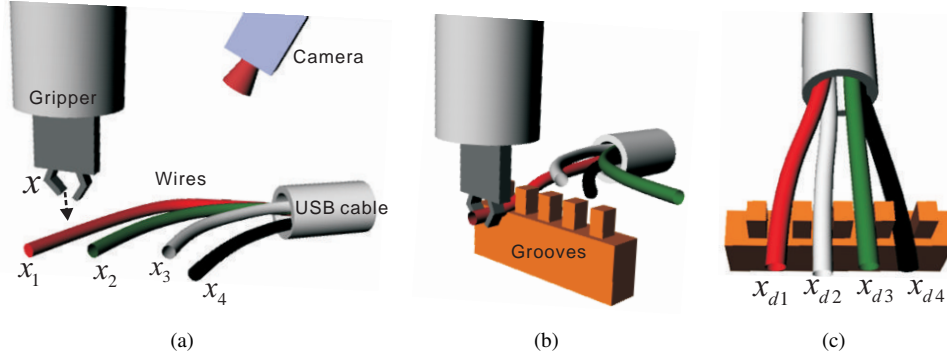 Camera
Gripper
x
Wires
USB cable
x1
x2
x3
x4
Grooves
xd1 xd2 xd3 xd4
(a) (b) (c)